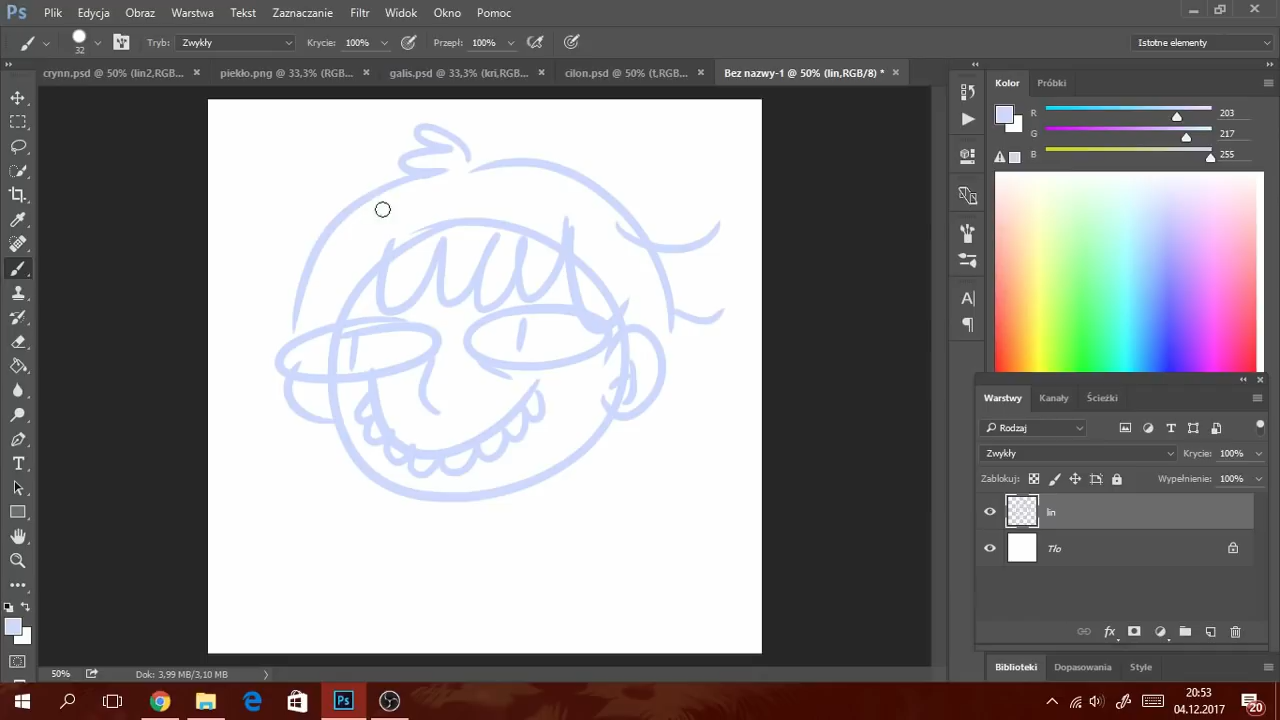 Ps Plik Edycja Obraz Warstwa Tekst Zaznaczanie Filtr Widok Okno Pomoc
32 Tryb: Zwykły Krycie: 100% Przepł: 100% Istotne elementy
crynn.psd @ 50% (lin2,RGB... × piekło.png @ 33,3% (RGB... × galis.psd @ 33,3% (kri,RGB... × cilon.psd @ 50% (t,RGB... × Bez nazwy-1 @ 50% (lin,RGB/8) * ×
Kolor Próbki
R 203
G 217
B 255
Warstwy Kanały Ścieżki
Rodzaj
Zwykły Krycie: 100%
Zablokuj: Wypełnienie: 100%
lin
Tło
fx
Biblioteki Dopasowania Style
50% Dok: 3,99 MB/3,10 MB
Ps
20:53
04.12.2017
20